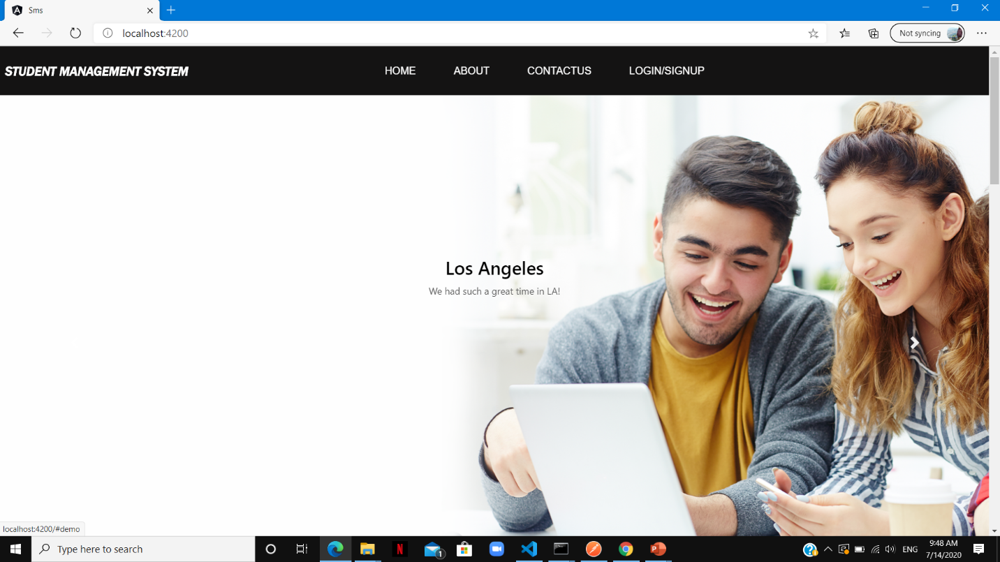 Sms
localhost:4200
Not syncing
STUDENT MANAGEMENT SYSTEM
HOME ABOUT CONTACTUS LOGIN/SIGNUP
Los Angeles
We had such a great time in LA!
localhost:4200/#demo
Type here to search
1
ENG
9:48 AM
7/14/2020